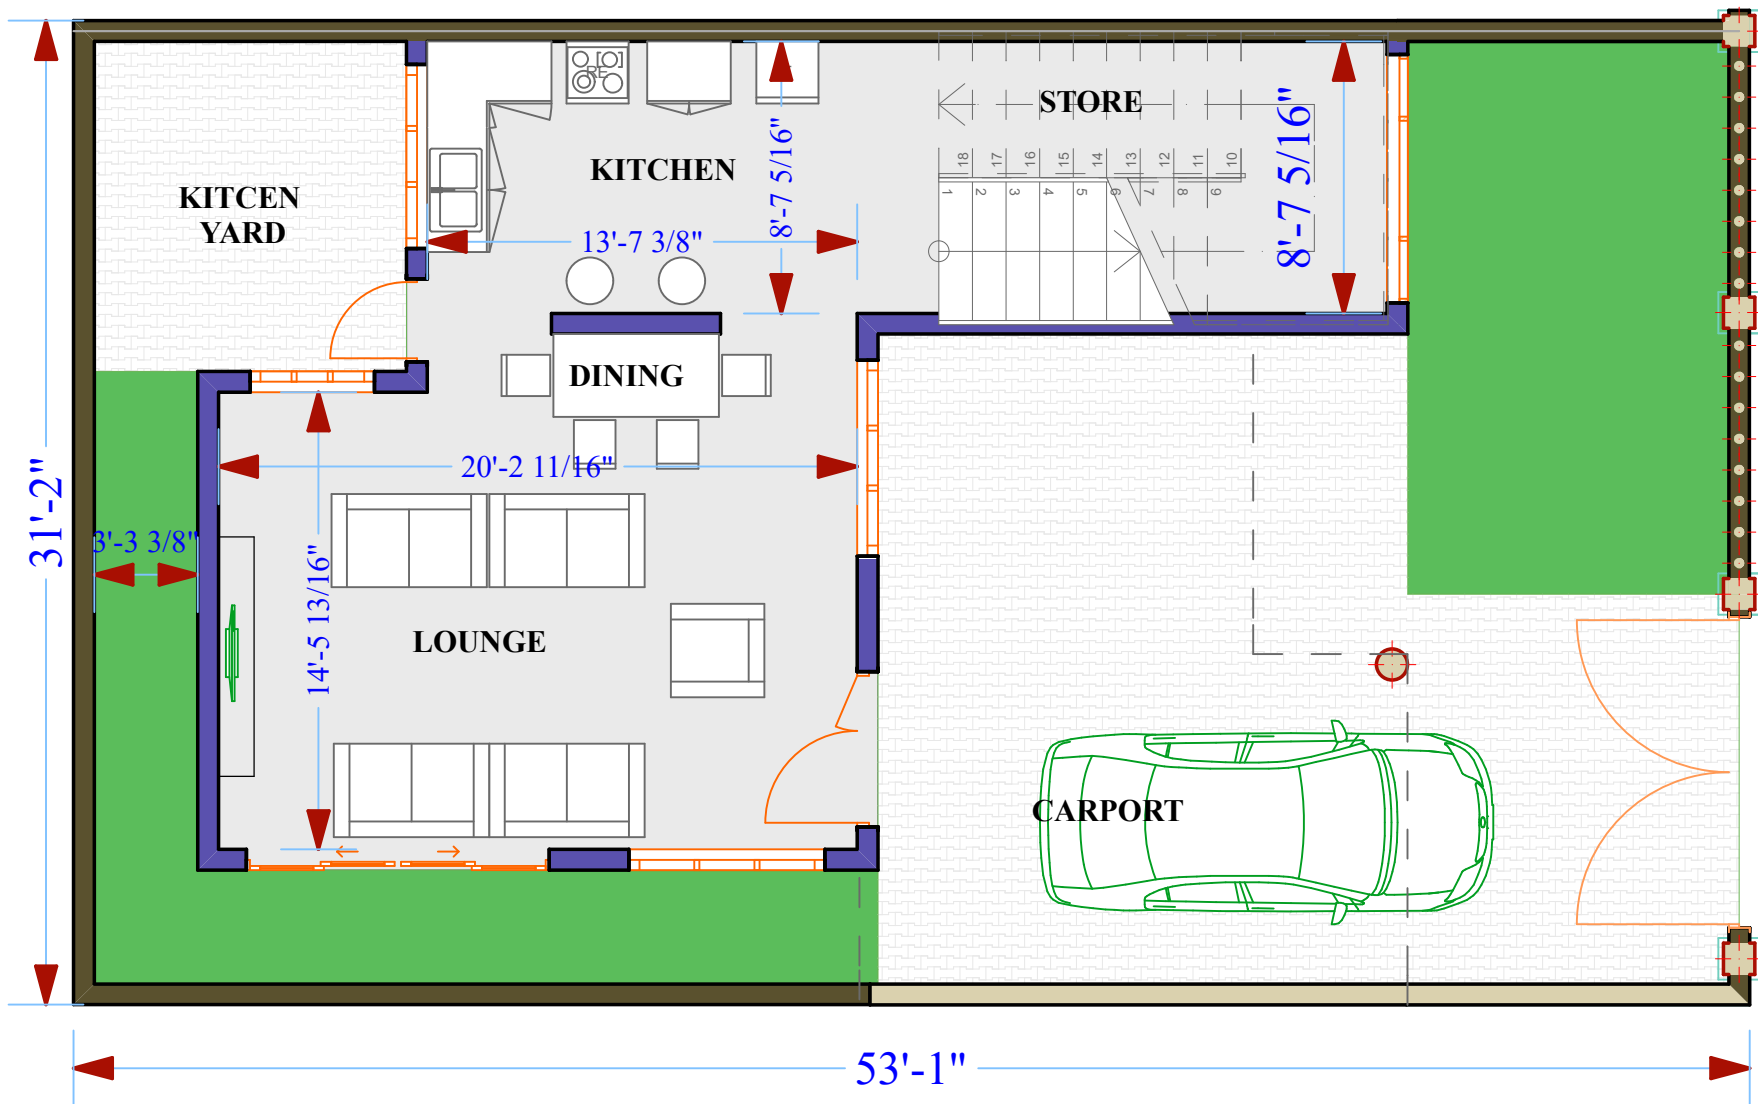 STORE
KITCHEN
KITCEN
YARD
RE
8'-7 5/16"
8'-7 5/16"
18 17 16 15 14 13 12 11 10
1 2 3 4 5 6 7 8 9
13'-7 3/8"
DINING
20'-2 11/16"
31'-2"
3'-3 3/8"
14'-5 13/16"
LOUNGE
CARPORT
53'-1"